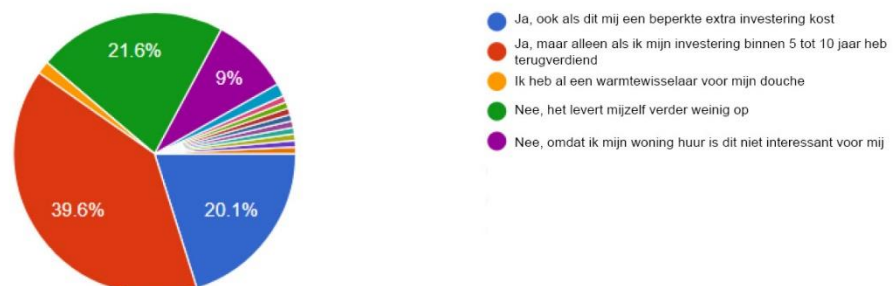 21.6%
9%
39.6%
20.1%
Ja, ook als dit mij een beperkte extra investering kost
Ja, maar alleen als ik mijn investering binnen 5 tot 10 jaar heb
terugverdiend
Ik heb al een warmtewisselaar voor mijn douche
Nee, het levert mijzelf verder weinig op
Nee, omdat ik mijn woning huur is dit niet interessant voor mij